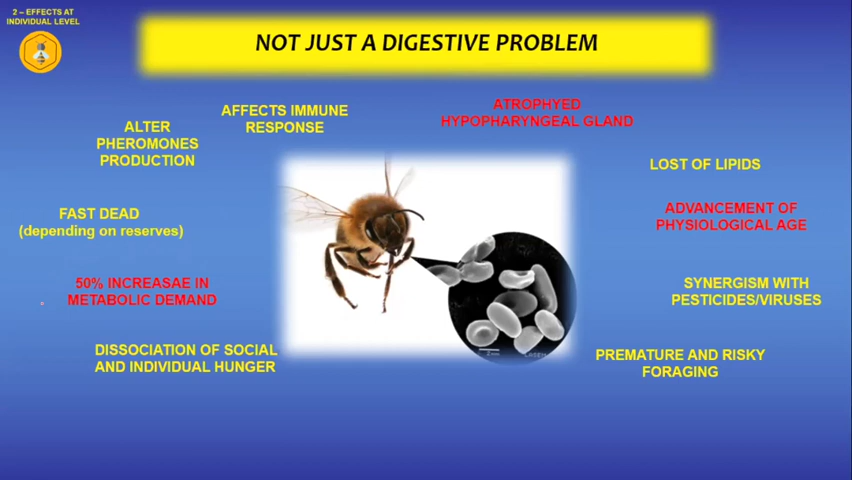 2 – EFFECTS AT
INDIVIDUAL LEVEL
NOT JUST A DIGESTIVE PROBLEM
ALTER
PHEROMONES
PRODUCTION
AFFECTS IMMUNE
RESPONSE
ATROPHYED
HYPOPHARYNGEAL GLAND
LOST OF LIPIDS
FAST DEAD
(depending on reserves)
ADVANCEMENT OF
PHYSIOLOGICAL AGE
50% INCREASAE IN
METABOLIC DEMAND
SYNERGISM WITH
PESTICIDES/VIRUSES
DISSOCIATION OF SOCIAL
AND INDIVIDUAL HUNGER
PREMATURE AND RISKY
FORAGING